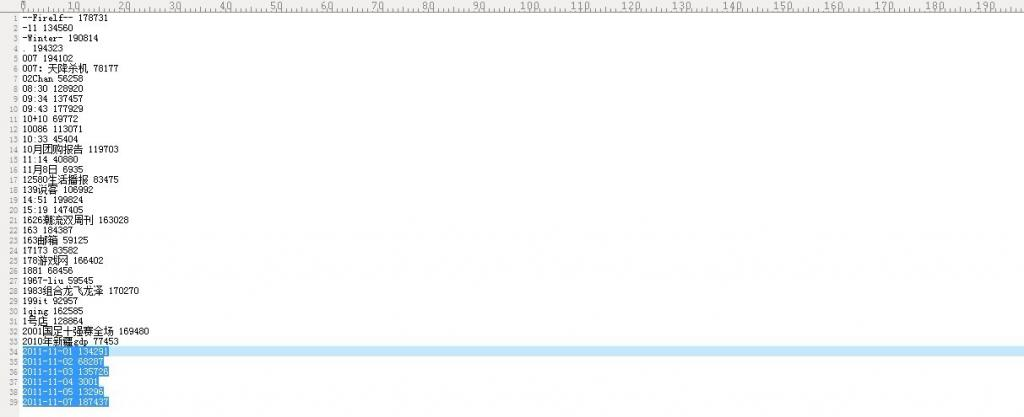 0 10 20 30 40 50 60 70 80 90 100 110 120 130 140 150 160 170 180 190
1 --Firelf-- 178731
2 -11 134560
3 -Winter- 190814
4 . 194323
5 007 194102
6 007：天降杀机 78177
7 02Chan 56258
8 08:30 128920
9 09:34 137457
10 09:43 177929
11 10+10 69772
12 10086 113071
13 10:33 45404
14 10月团购报告 119703
15 11:14 40880
16 11月8日 6935
17 12580生活播报 83475
18 139说客 106992
19 14:51 199824
20 15:19 147405
21 1626潮流双周刊 163028
22 163 184387
23 163邮箱 59125
24 17173 83582
25 178游戏网 166402
26 1881 68456
27 1967-liu 59545
28 1983组合龙飞龙泽 170270
29 199it 92957
30 1qing 162585
31 1号店 128864
32 2001国足十强赛全场 169480
33 2010年新疆gdp 77453
34 2011-11-01 134291
35 2011-11-02 68287
36 2011-11-03 135726
37 2011-11-04 3001
38 2011-11-05 13296
39 2011-11-07 187437